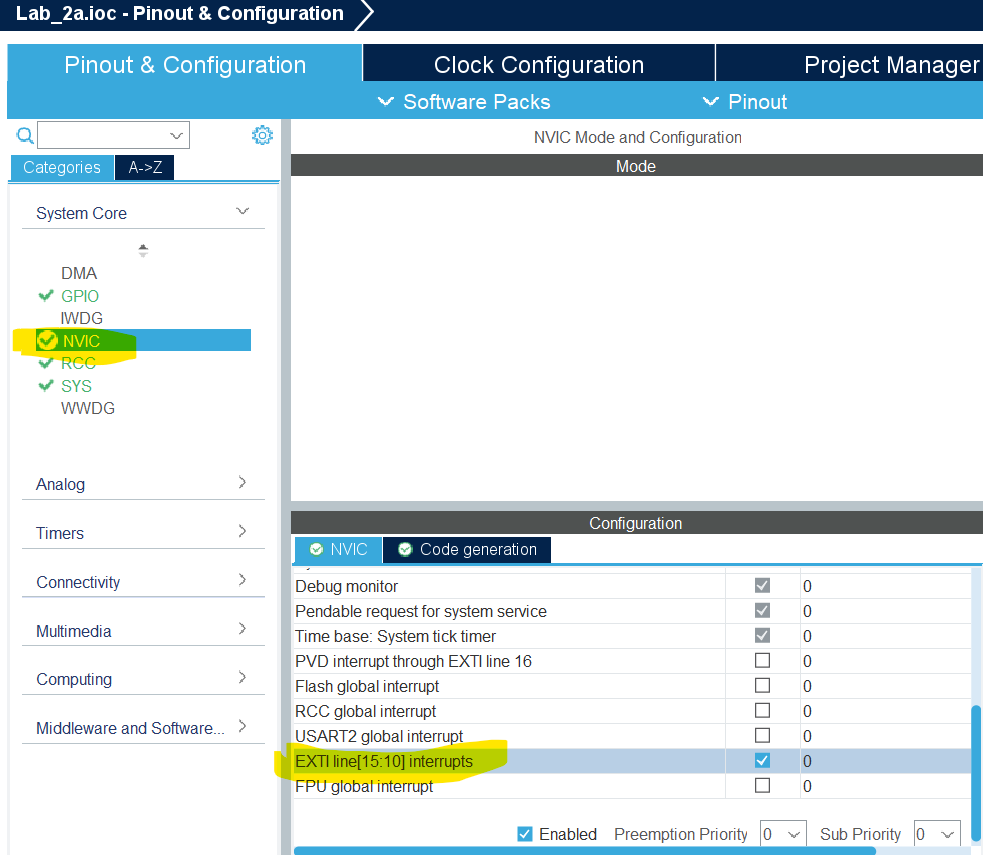 Lab_2a.ioc - Pinout & Configuration
Pinout & Configuration
Clock Configuration
Project Manager
Software Packs
Pinout
Categories
A->Z
System Core
DMA
GPIO
IWDG
NVIC
RCC
SYS
WWDG
Analog
Timers
Connectivity
Multimedia
Computing
Middleware and Software...
NVIC Mode and Configuration
Mode
Configuration
NVIC
Code generation
Debug monitor 0
Pendable request for system service 0
Time base: System tick timer 0
PVD interrupt through EXTI line 16 0
Flash global interrupt 0
RCC global interrupt 0
USART2 global interrupt 0
EXTI line[15:10] interrupts 0
FPU global interrupt 0
Enabled Preemption Priority 0 Sub Priority 0